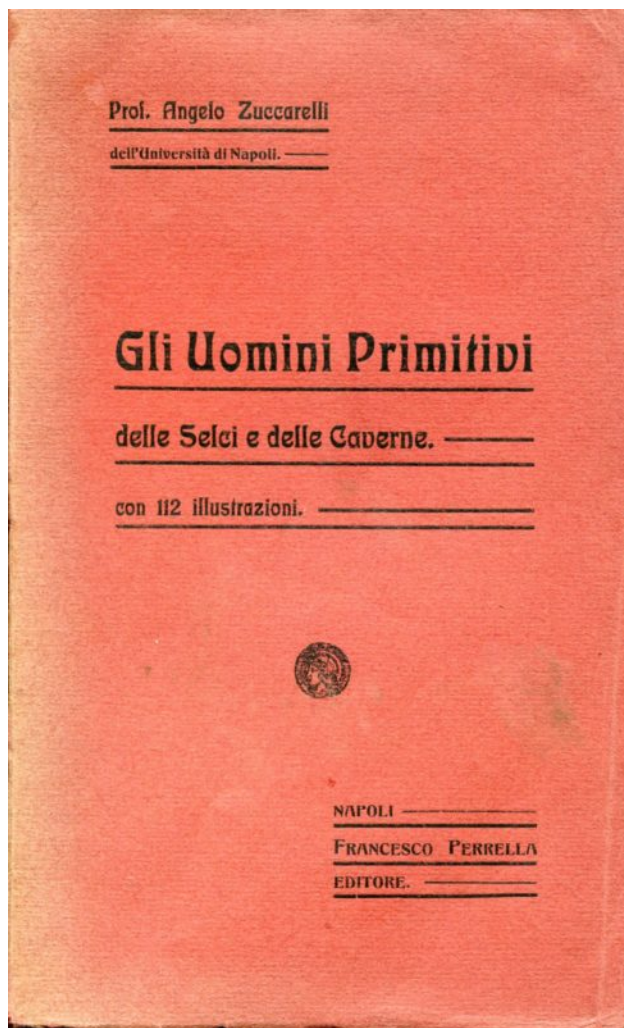 Prof. Angelo Zuccarelli
dell'Università di Napoli.
Gli Uomini Primitivi
delle Selci e delle Caverne.
con 112 illustrazioni.
NAPOLI
FRANCESCO PERRELLA
EDITORE.